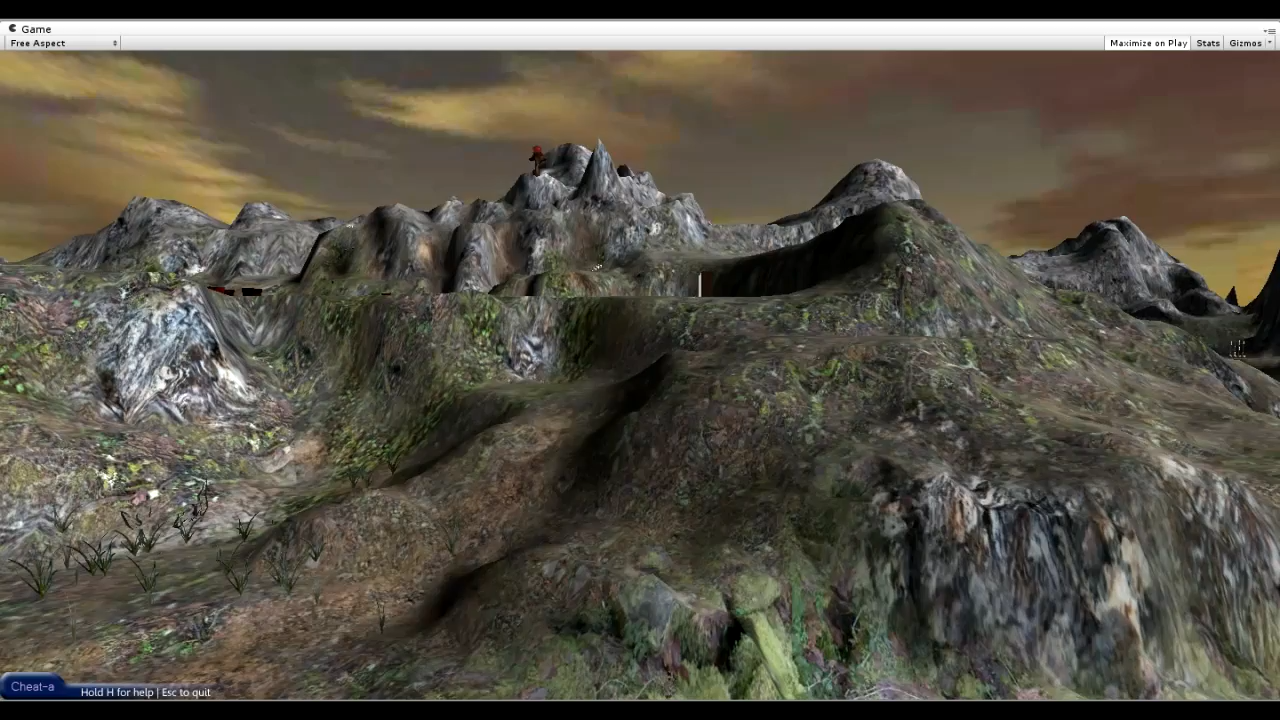 Game
Free Aspect
Maximize on Play Stats Gizmos
Cheat-a
Hold H for help | Esc to quit